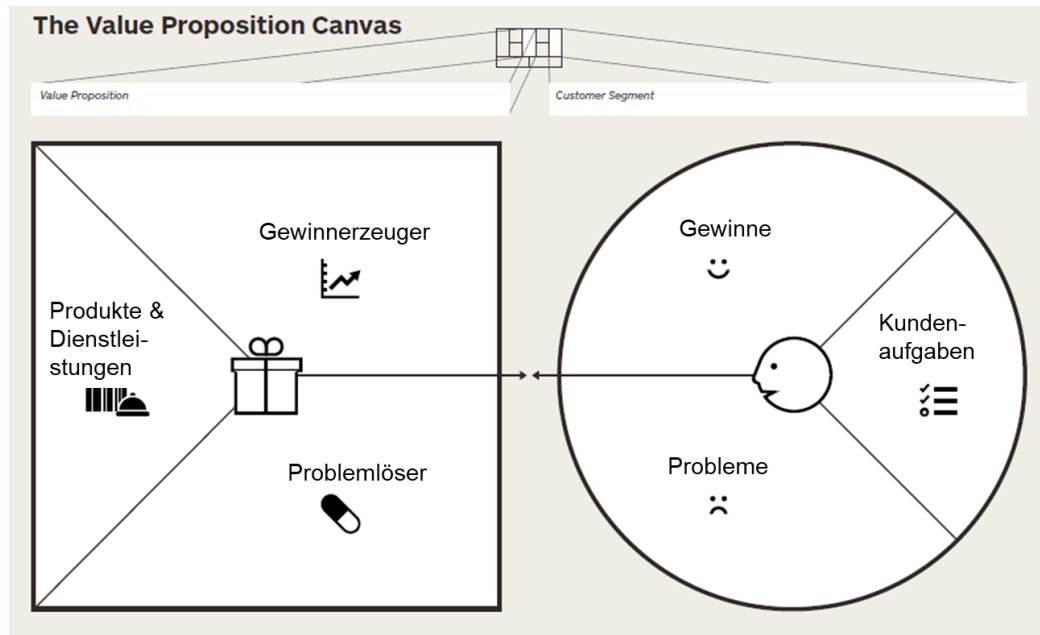 The Value Proposition Canvas
Value Proposition
Customer Segment
Gewinnerzeuger
Produkte &
Dienstlei-
stungen
Problemlöser
Gewinne
Kunden-
aufgaben
Probleme